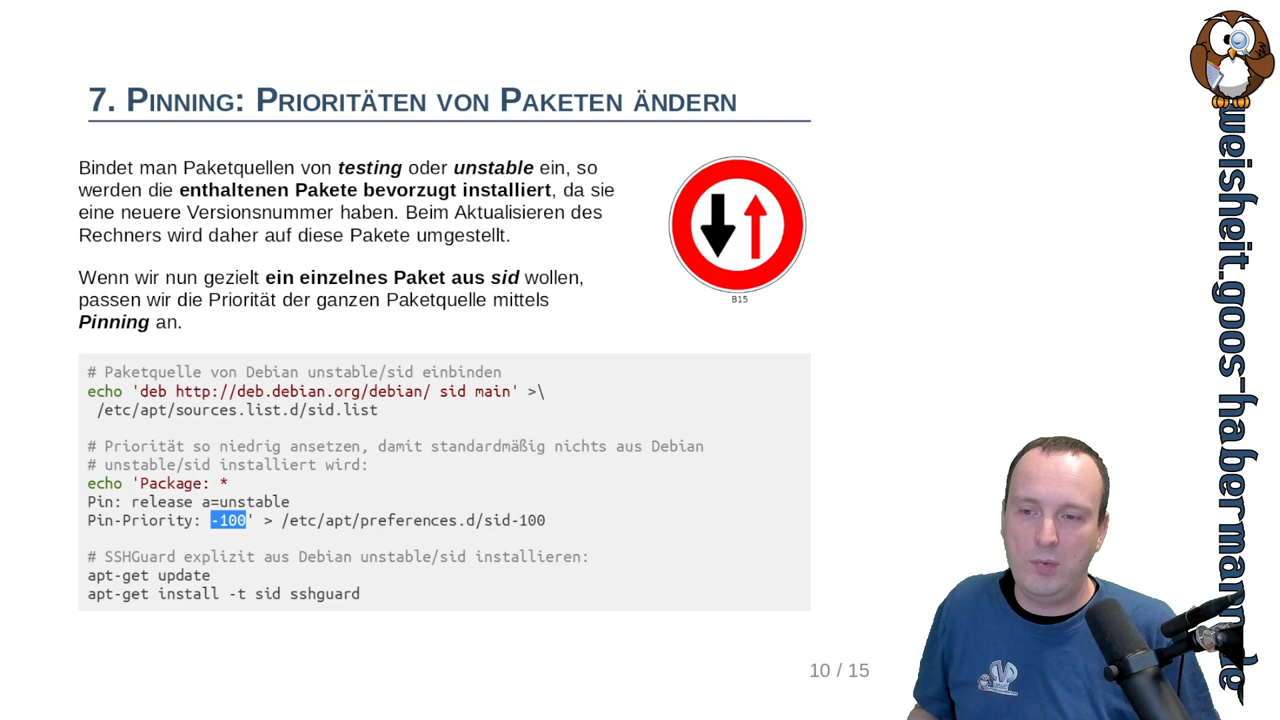 7. Pinning: Prioritäten von Paketen ändern
Bindet man Paketquellen von testing oder unstable ein, so
werden die enthaltenen Pakete bevorzugt installiert, da sie
eine neuere Versionsnummer haben. Beim Aktualisieren des
Rechners wird daher auf diese Pakete umgestellt.
Wenn wir nun gezielt ein einzelnes Paket aus sid wollen,
passen wir die Priorität der ganzen Paketquelle mittels
Pinning an.
B15
# Paketquelle von Debian unstable/sid einbinden
echo 'deb http://deb.debian.org/debian/ sid main' >\
/etc/apt/sources.list.d/sid.list
# Priorität so niedrig ansetzen, damit standardmäßig nichts aus Debian
# unstable/sid installiert wird:
echo 'Package: *
Pin: release a=unstable
Pin-Priority: -100' > /etc/apt/preferences.d/sid-100
# SSHGuard explizit aus Debian unstable/sid installieren:
apt-get update
apt-get install -t sid sshguard
10 / 15
weisheit.goos-habermann.de